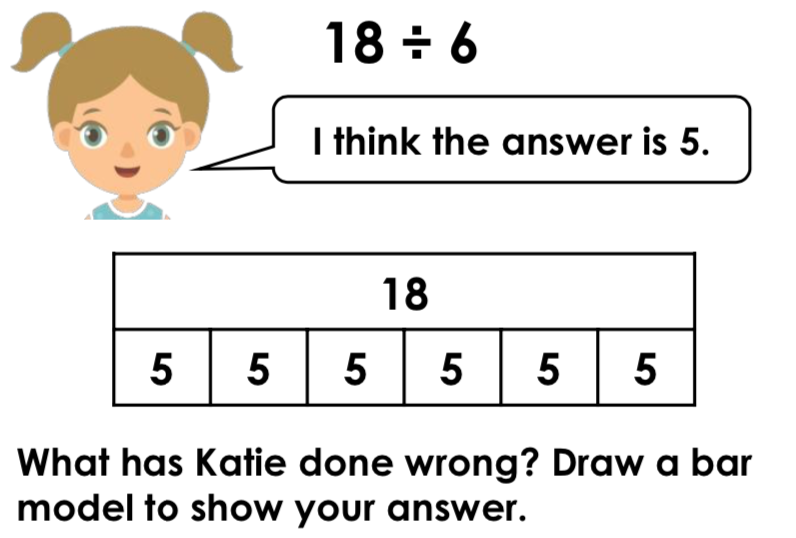 18 ÷ 6
I think the answer is 5.
18
5 5 5 5 5 5
What has Katie done wrong? Draw a bar
model to show your answer.